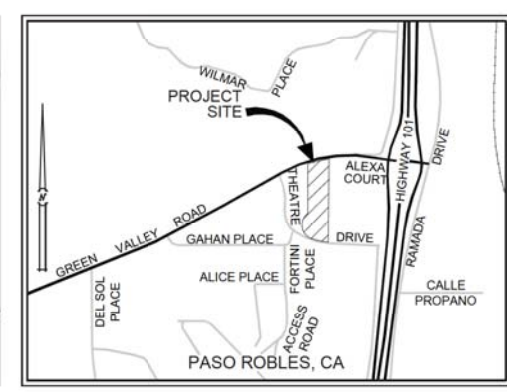 WILMAR
PLACE
PROJECT
SITE
HIGHWAY 101
DRIVE
ALEXA
COURT
THEATRE
N
GREEN VALLEY ROAD
GAHAN PLACE
DRIVE
RAMADA
FORTINI
PLACE
ALICE PLACE
DEL SOL
PLACE
CALLE
PROPANO
ACCESS
ROAD
PASO ROBLES, CA